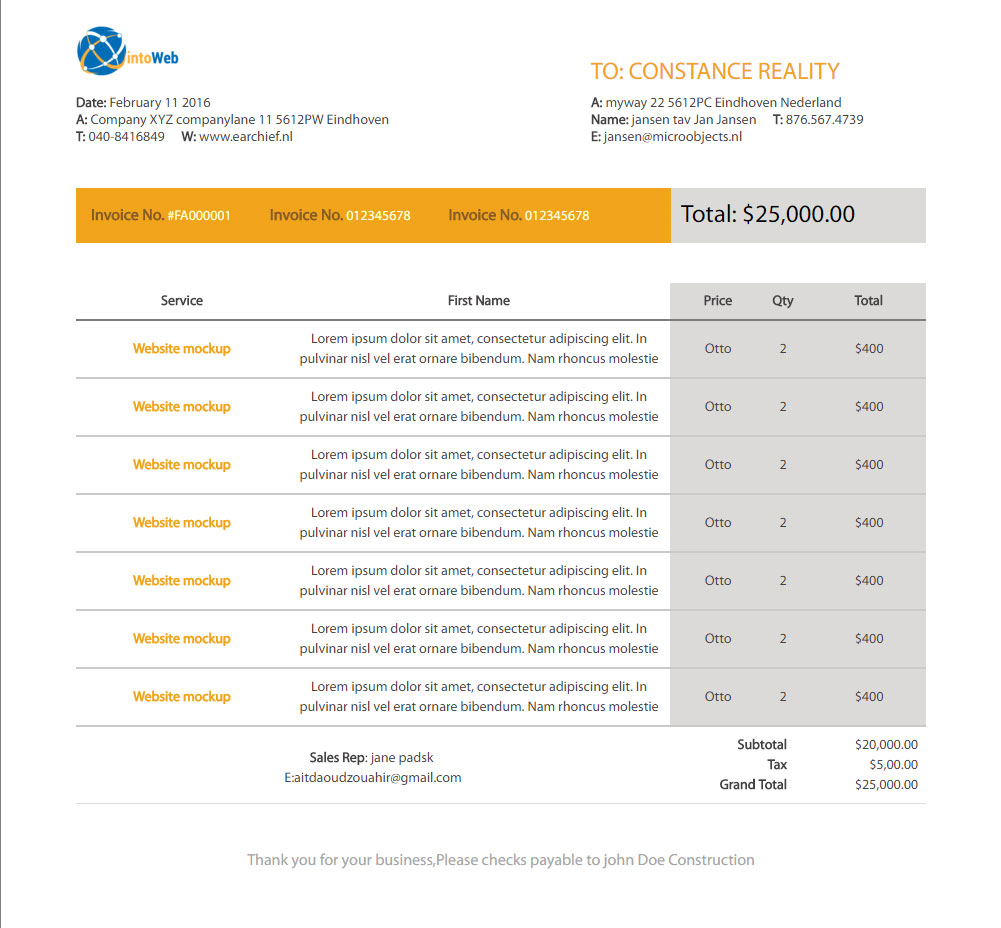 intoWeb
TO: CONSTANCE REALITY
Date: February 11 2016
A: Company XYZ companylane 11 5612PW Eindhoven
T: 040-8416849 W: www.earchief.nl
A: myway 22 5612PC Eindhoven Nederland
Name: jansen tav Jan Jansen T: 876.567.4739
E: jansen@microobjects.nl
Invoice No. #FA000001 Invoice No. 012345678 Invoice No. 012345678 Total: $25,000.00
Service First Name Price Qty Total
Lorem ipsum dolor sit amet, consectetur adipiscing elit. In
Website mockup Otto 2 $400
pulvinar nisl vel erat ornare bibendum. Nam rhoncus molestie
Lorem ipsum dolor sit amet, consectetur adipiscing elit. In
Website mockup Otto 2 $400
pulvinar nisl vel erat ornare bibendum. Nam rhoncus molestie
Lorem ipsum dolor sit amet, consectetur adipiscing elit. In
Website mockup Otto 2 $400
pulvinar nisl vel erat ornare bibendum. Nam rhoncus molestie
Lorem ipsum dolor sit amet, consectetur adipiscing elit. In
Website mockup Otto 2 $400
pulvinar nisl vel erat ornare bibendum. Nam rhoncus molestie
Lorem ipsum dolor sit amet, consectetur adipiscing elit. In
Website mockup Otto 2 $400
pulvinar nisl vel erat ornare bibendum. Nam rhoncus molestie
Lorem ipsum dolor sit amet, consectetur adipiscing elit. In
Website mockup Otto 2 $400
pulvinar nisl vel erat ornare bibendum. Nam rhoncus molestie
Lorem ipsum dolor sit amet, consectetur adipiscing elit. In
Website mockup Otto 2 $400
pulvinar nisl vel erat ornare bibendum. Nam rhoncus molestie
Sales Rep: jane padsk
E:aitdaoudzouahir@gmail.com
Subtotal $20,000.00
Tax $5,00.00
Grand Total $25,000.00
Thank you for your business,Please checks payable to john Doe Construction